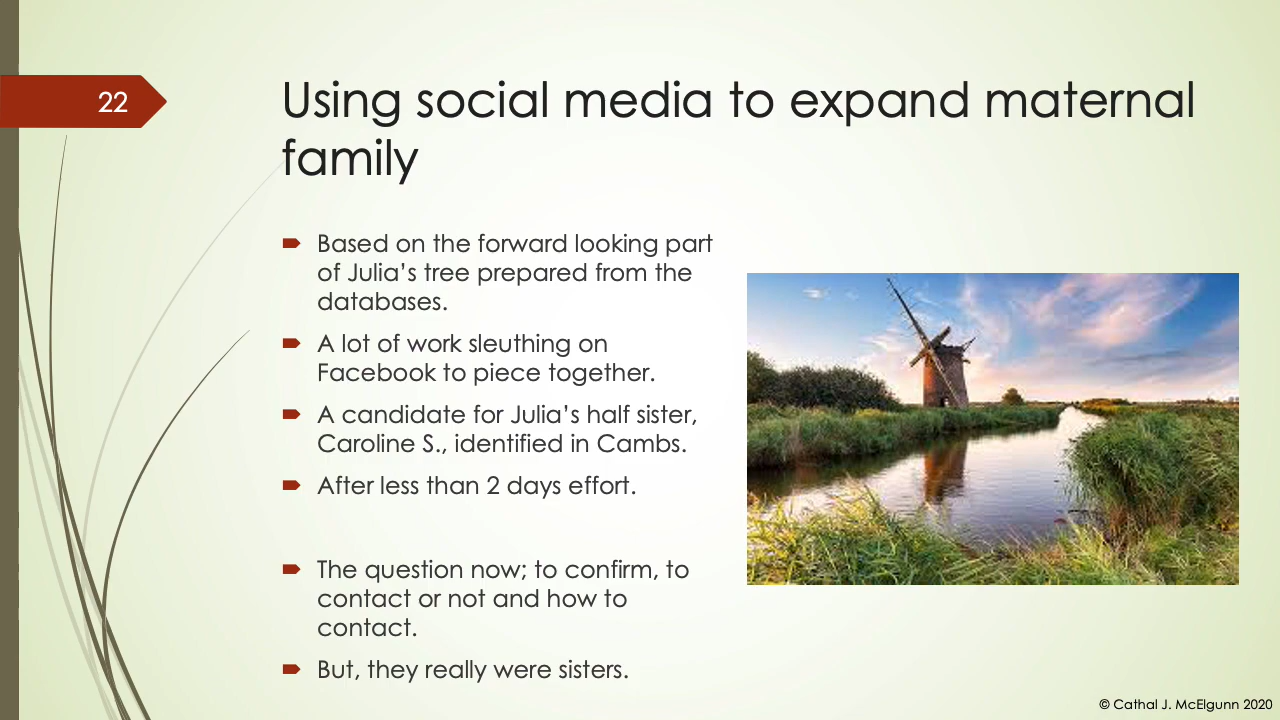 22
Using social media to expand maternal
family
Based on the forward looking part
of Julia’s tree prepared from the
databases.
A lot of work sleuthing on
Facebook to piece together.
A candidate for Julia’s half sister,
Caroline S., identified in Cambs.
After less than 2 days effort.
The question now; to confirm, to
contact or not and how to
contact.
But, they really were sisters.
© Cathal J. McElgunn 2020